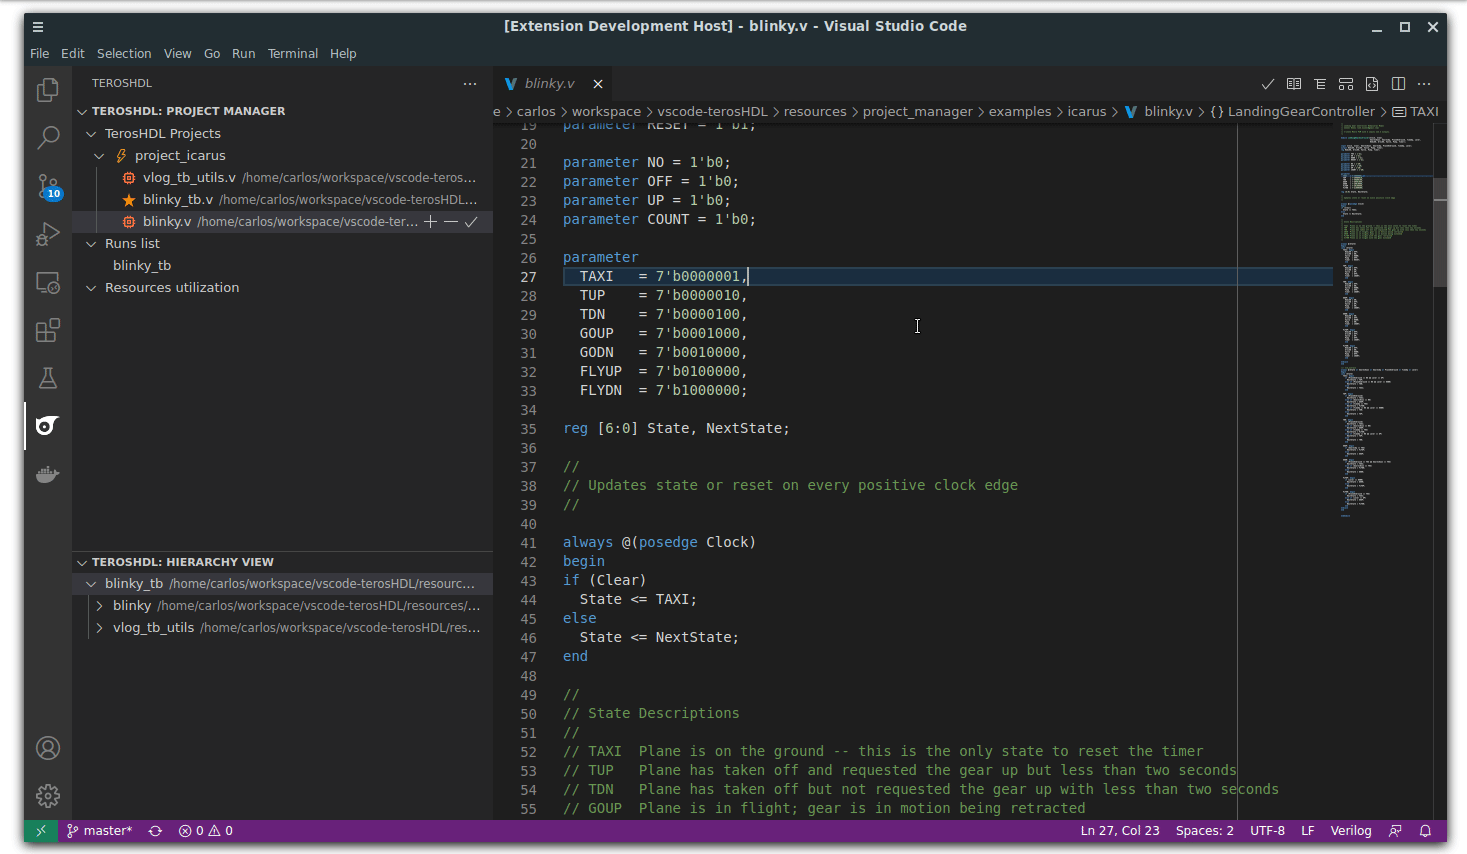 [Extension Development Host] - blinky.v - Visual Studio Code
File Edit Selection View Go Run Terminal Help
TEROSHDL
TEROSHDL: PROJECT MANAGER
TerosHDL Projects
project_icarus
vlog_tb_utils.v /home/carlos/workspace/vscode-teros...
blinky_tb.v /home/carlos/workspace/vscode-terosHDL...
blinky.v /home/carlos/workspace/vscode-ter...
Runs list
blinky_tb
Resources utilization
10
TEROSHDL: HIERARCHY VIEW
blinky_tb /home/carlos/workspace/vscode-terosHDL/resourc...
blinky /home/carlos/workspace/vscode-terosHDL/resources/...
vlog_tb_utils /home/carlos/workspace/vscode-terosHDL/res...
blinky.v
e > carlos > workspace > vscode-terosHDL > resources > project_manager > examples > icarus > blinky.v > {} LandingGearController > TAXI
19 parameter RESET = 1'b1;
20
21 parameter NO = 1'b0;
22 parameter OFF = 1'b0;
23 parameter UP = 1'b0;
24 parameter COUNT = 1'b0;
25
26 parameter
27 TAXI = 7'b0000001,
28 TUP = 7'b0000010,
29 TDN = 7'b0000100,
30 GOUP = 7'b0001000,
31 GODN = 7'b0010000,
32 FLYUP = 7'b0100000,
33 FLYDN = 7'b1000000;
34
35 reg [6:0] State, NextState;
36
37 //
38 // Updates state or reset on every positive clock edge
39 //
40
41 always @(posedge Clock)
42 begin
43 if (Clear)
44 State <= TAXI;
45 else
46 State <= NextState;
47 end
48
49 //
50 // State Descriptions
51 //
52 // TAXI Plane is on the ground -- this is the only state to reset the timer
53 // TUP Plane has taken off and requested the gear up but less than two seconds
54 // TDN Plane has taken off but not requested the gear up with less than two seconds
55 // GOUP Plane is in flight; gear is in motion being retracted
master* 0 0 Ln 27, Col 23 Spaces: 2 UTF-8 LF Verilog